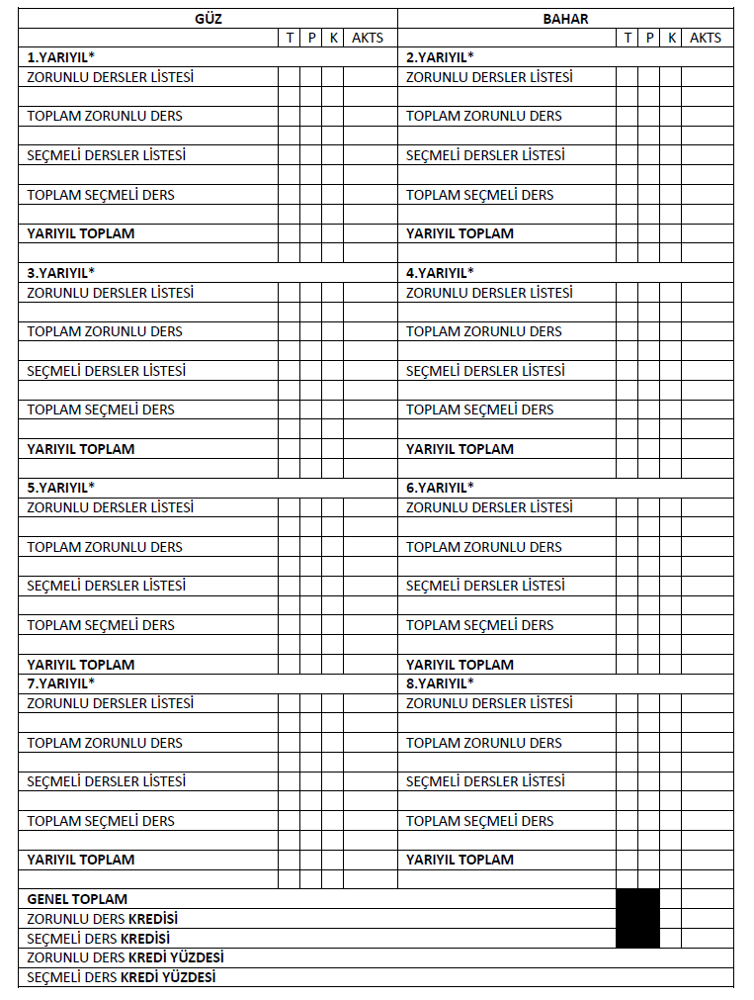 GÜZ BAHAR
T P K AKTS T P K AKTS
1.YARIYIL* 2.YARIYIL*
ZORUNLU DERSLER LİSTESİ ZORUNLU DERSLER LİSTESİ
TOPLAM ZORUNLU DERS TOPLAM ZORUNLU DERS
SEÇMELİ DERSLER LİSTESİ SEÇMELİ DERSLER LİSTESİ
TOPLAM SEÇMELİ DERS TOPLAM SEÇMELİ DERS
YARIYIL TOPLAM YARIYIL TOPLAM
3.YARIYIL* 4.YARIYIL*
ZORUNLU DERSLER LİSTESİ ZORUNLU DERSLER LİSTESİ
TOPLAM ZORUNLU DERS TOPLAM ZORUNLU DERS
SEÇMELİ DERSLER LİSTESİ SEÇMELİ DERSLER LİSTESİ
TOPLAM SEÇMELİ DERS TOPLAM SEÇMELİ DERS
YARIYIL TOPLAM YARIYIL TOPLAM
5.YARIYIL* 6.YARIYIL*
ZORUNLU DERSLER LİSTESİ ZORUNLU DERSLER LİSTESİ
TOPLAM ZORUNLU DERS TOPLAM ZORUNLU DERS
SEÇMELİ DERSLER LİSTESİ SEÇMELİ DERSLER LİSTESİ
TOPLAM SEÇMELİ DERS TOPLAM SEÇMELİ DERS
YARIYIL TOPLAM YARIYIL TOPLAM
7.YARIYIL* 8.YARIYIL*
ZORUNLU DERSLER LİSTESİ ZORUNLU DERSLER LİSTESİ
TOPLAM ZORUNLU DERS TOPLAM ZORUNLU DERS
SEÇMELİ DERSLER LİSTESİ SEÇMELİ DERSLER LİSTESİ
TOPLAM SEÇMELİ DERS TOPLAM SEÇMELİ DERS
YARIYIL TOPLAM YARIYIL TOPLAM
GENEL TOPLAM
ZORUNLU DERS KREDİSİ
SEÇMELİ DERS KREDİSİ
ZORUNLU DERS KREDİ YÜZDESİ
SEÇMELİ DERS KREDİ YÜZDESİ